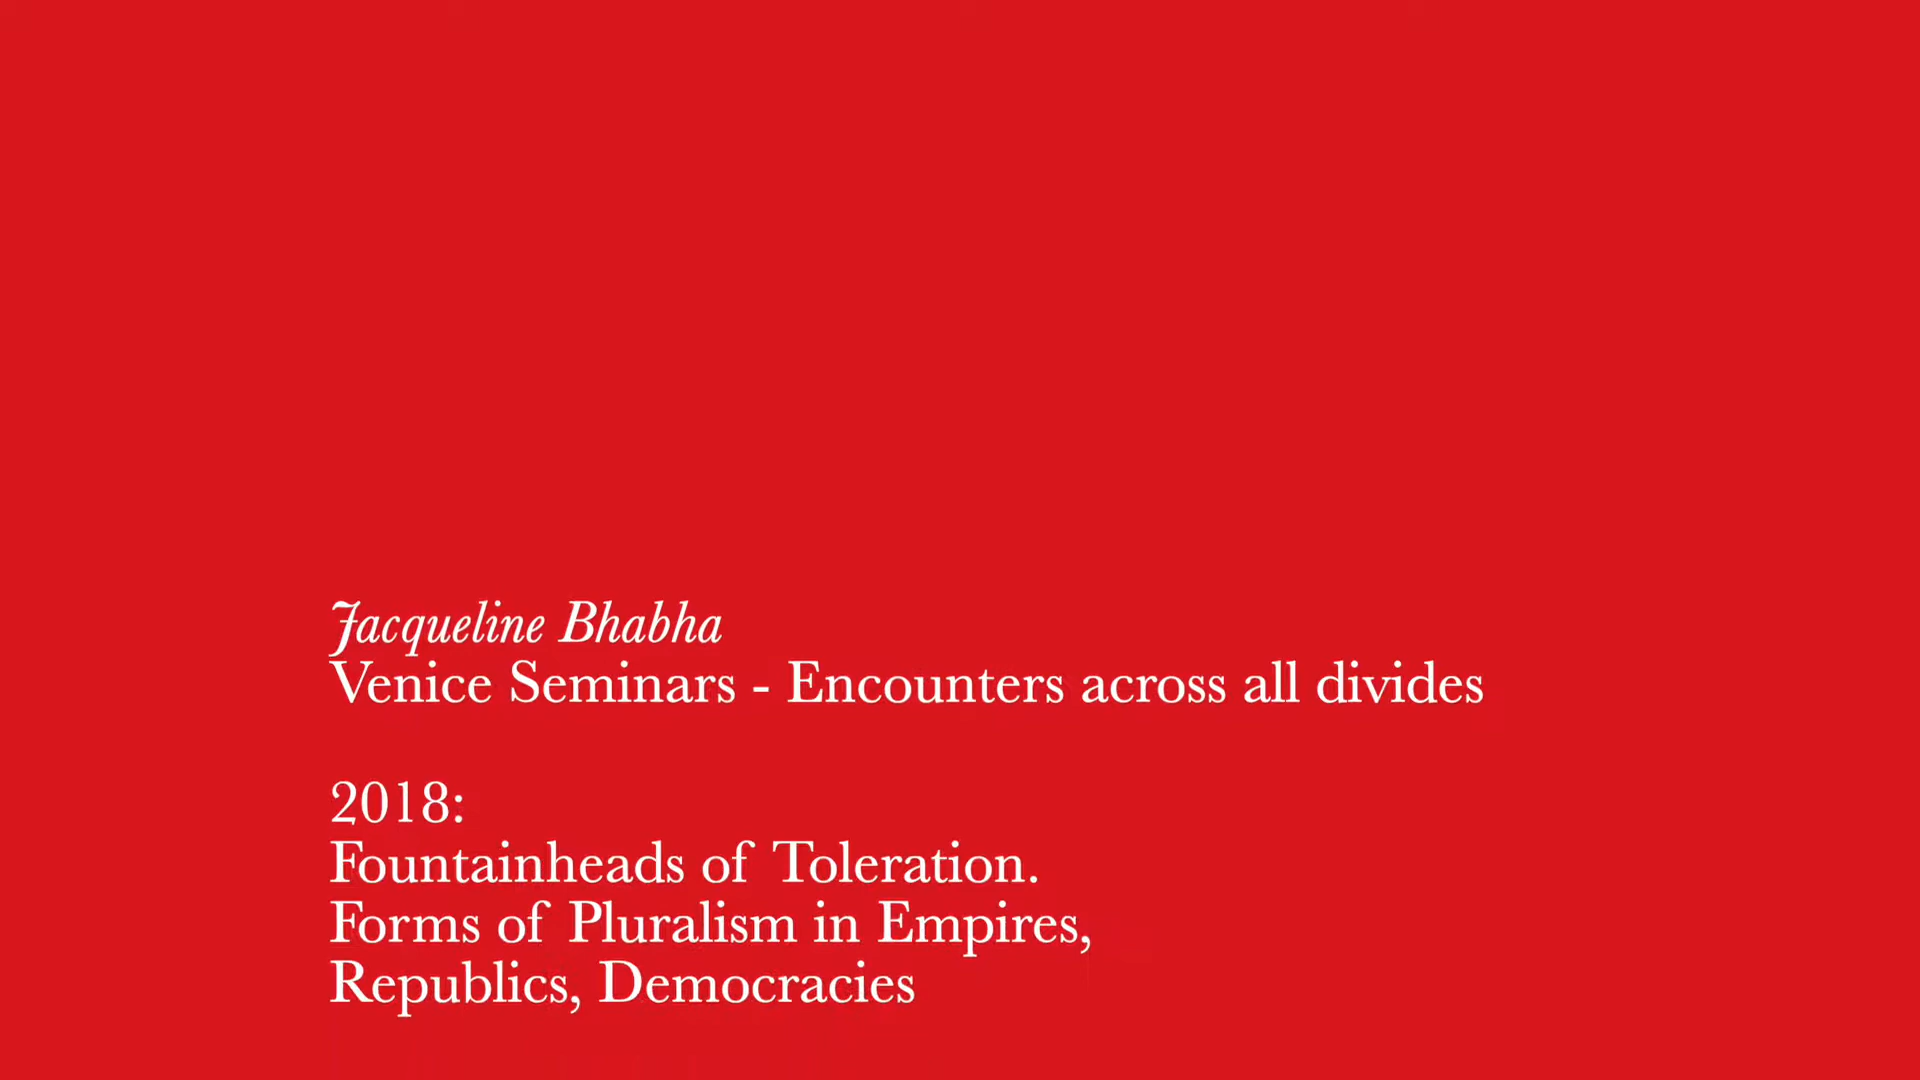 Jacqueline Bhabha
Venice Seminars - Encounters across all divides
2018:
Fountainheads of Toleration.
Forms of Pluralism in Empires,
Republics, Democracies